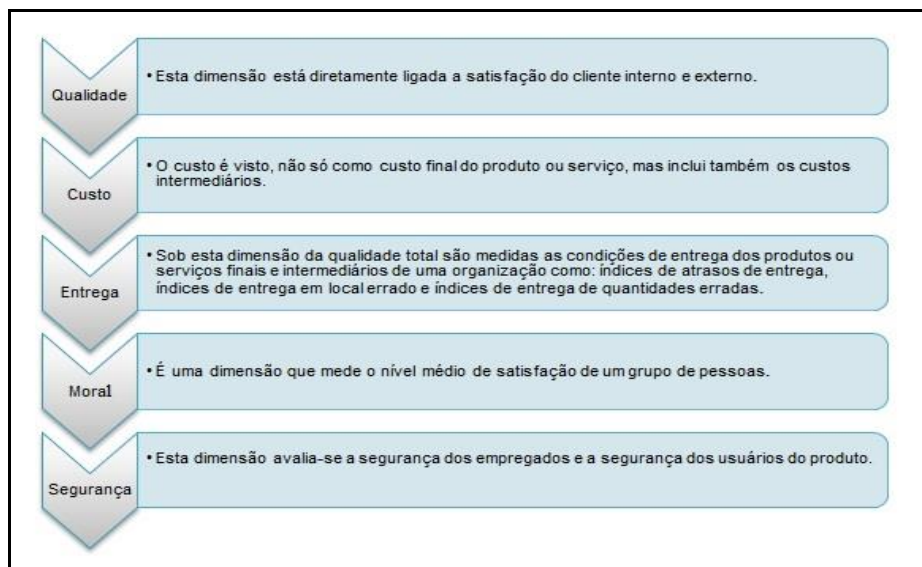 Qualidade
• Esta dimensão está diretamente ligada a satisfação do cliente interno e externo.
Custo
• O custo é visto, não só como custo final do produto ou serviço, mas inclui também os custos
intermediários.
Entrega
• Sob esta dimensão da qualidade total são medidas as condições de entrega dos produtos ou
serviços finais e intermediários de uma organização como: índices de atrasos de entrega,
índices de entrega em local errado e índices de entrega de quantidades erradas.
Moral
• É uma dimensão que mede o nível médio de satisfação de um grupo de pessoas.
Segurança
• Esta dimensão avalia-se a segurança dos empregados e a segurança dos usuários do produto.